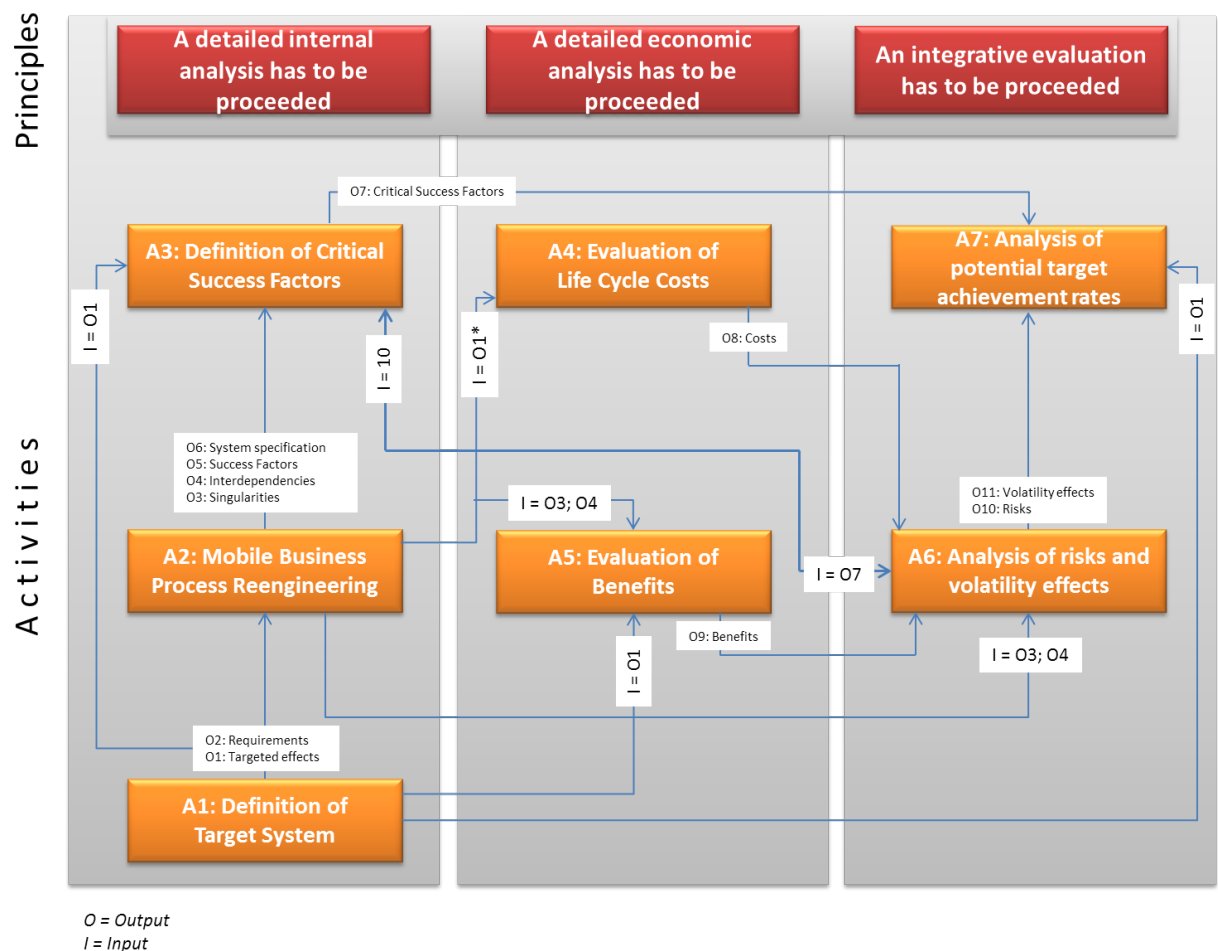 Principles
A detailed internal
analysis has to be
proceeded
A detailed economic
analysis has to be
proceeded
An integrative evaluation
has to be proceeded
Activities
O7: Critical Success Factors
A3: Definition of Critical
Success Factors
A4: Evaluation of
Life Cycle Costs
A7: Analysis of
potential target
achievement rates
I = O1
I = 10
I = O1*
O8: Costs
I = O1
O6: System specification
O5: Success Factors
O4: Interdependencies
O3: Singularities
I = O3; O4
O11: Volatility effects
O10: Risks
A2: Mobile Business
Process Reengineering
A5: Evaluation of
Benefits
I = O7
A6: Analysis of risks and
volatility effects
O9: Benefits
I = O1
I = O3; O4
O2: Requirements
O1: Targeted effects
A1: Definition of
Target System
O = Output
I = Input